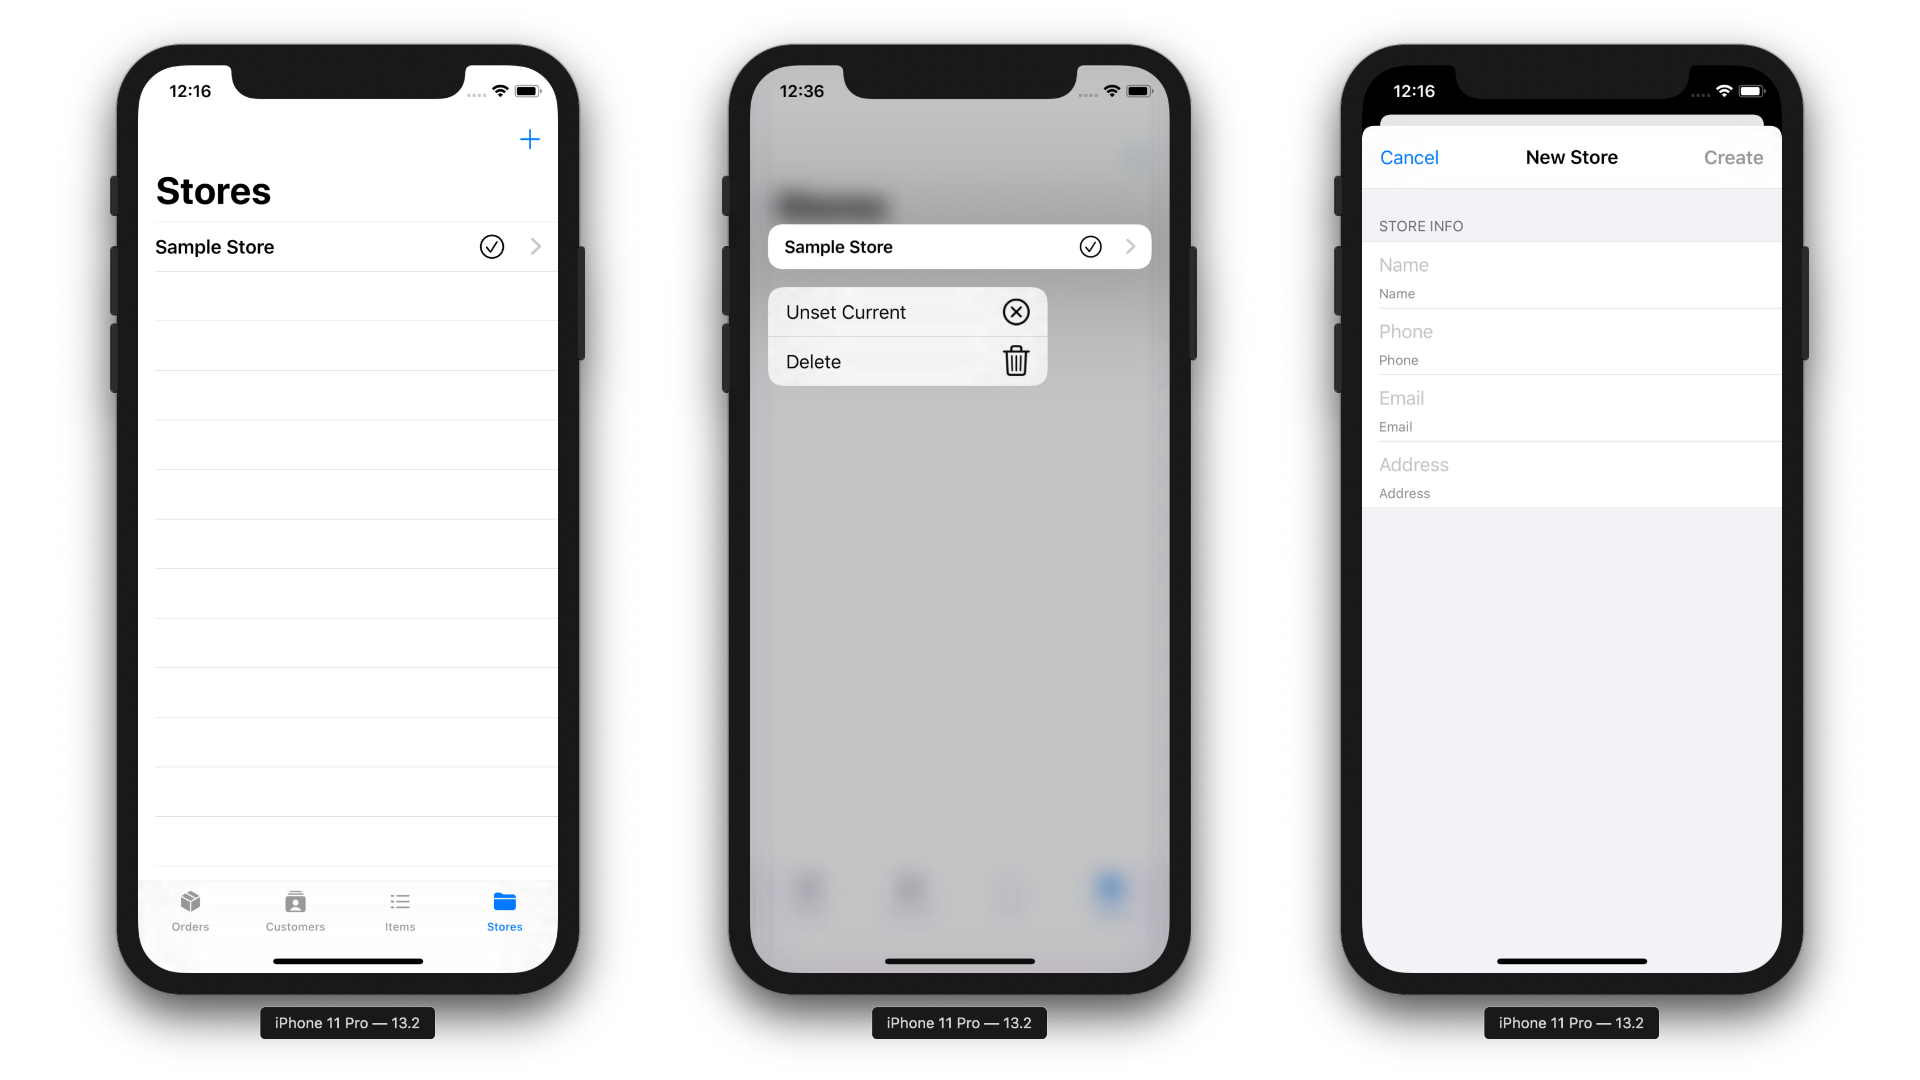 12:16
Stores
Sample Store
Orders
Customers
Items
Stores
iPhone 11 Pro — 13.2
12:36
Sample Store
Unset Current
Delete
iPhone 11 Pro — 13.2
12:16
Cancel
New Store
Create
STORE INFO
Name
Name
Phone
Phone
Email
Email
Address
Address
iPhone 11 Pro — 13.2